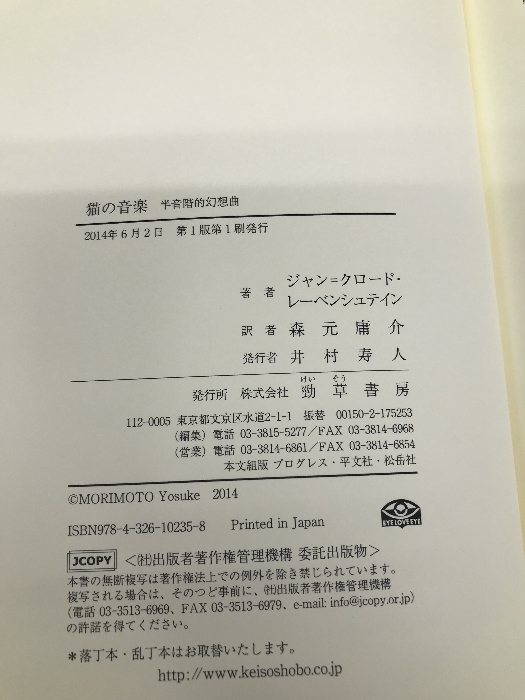 猫の音楽　半音階的幻想曲
2014年6月2日　第1版第1刷発行
著者　ジャン=クロード・
レーベンシュテイン
訳者　森元庸介
発行者　井村寿人
けい　そう
発行所　株式会社　勁草書房
112-0005 東京都文京区水道2-1-1　振替　00150-2-175253
（編集）電話 03-3815-5277／FAX 03-3814-6968
（営業）電話 03-3814-6861／FAX 03-3814-6854
本文組版 プログレス・平文社・松岳社
©MORIMOTO Yosuke　2014
ISBN978-4-326-10235-8　Printed in Japan
EYE LOVE EYE
JCOPY ＜㈳出版者著作権管理機構 委託出版物＞
本書の無断複写は著作権法上での例外を除き禁じられています。
複写される場合は、そのつど事前に、㈳出版者著作権管理機構
（電話 03-3513-6969、FAX 03-3513-6979、e-mail: info@jcopy.or.jp）
の許諾を得てください。
＊落丁本・乱丁本はお取替いたします。
http://www.keisoshobo.co.jp